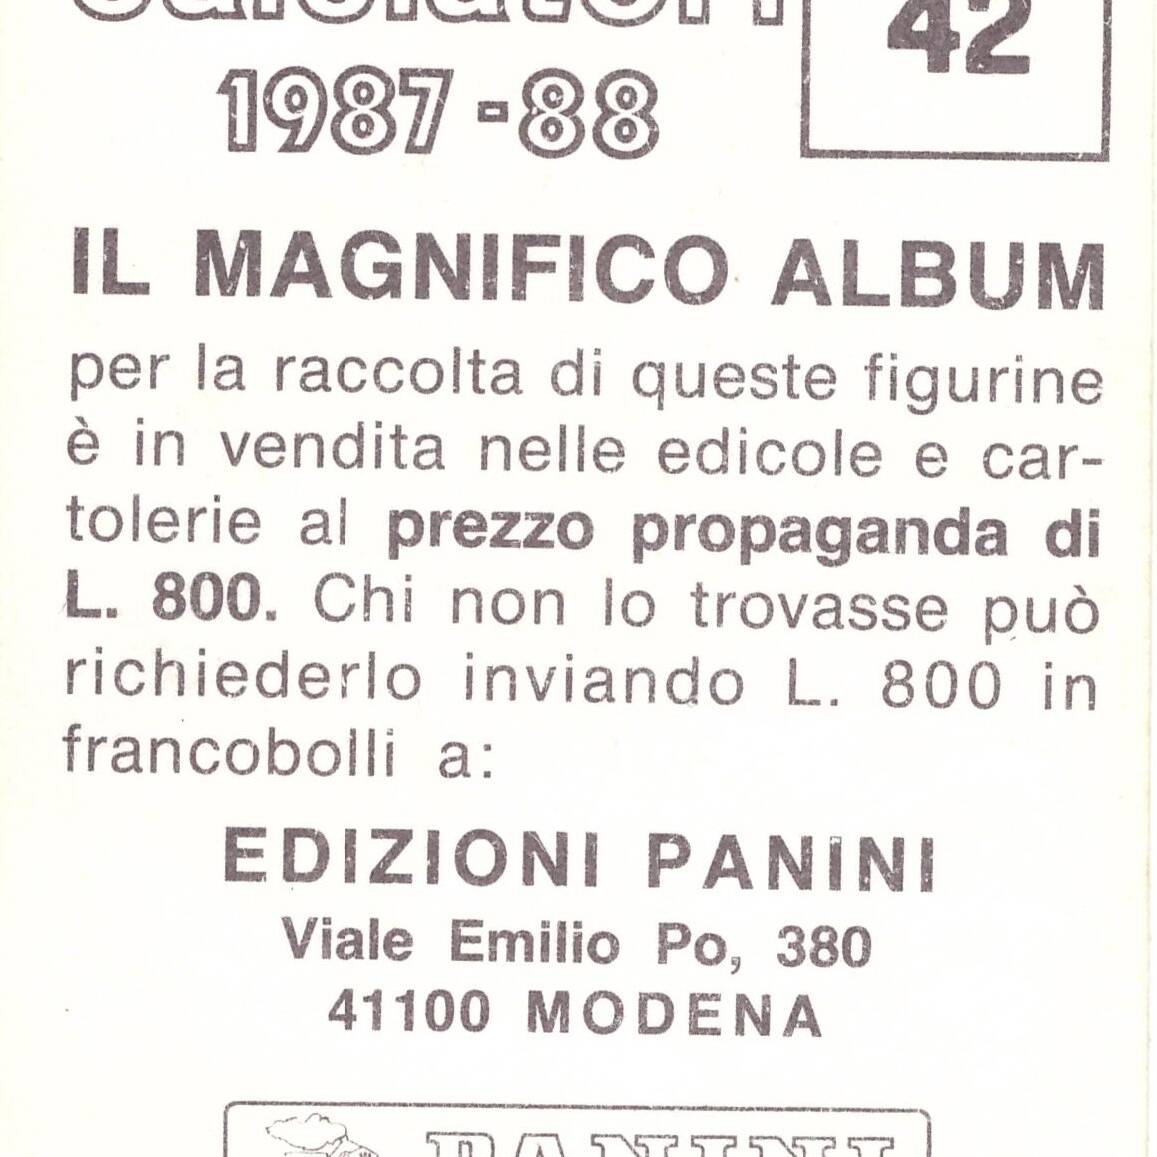 calciatori
42
1987-88
IL MAGNIFICO ALBUM
per la raccolta di queste figurine
è in vendita nelle edicole e car-
tolerie al prezzo propaganda di
L. 800. Chi non lo trovasse può
richiederlo inviando L. 800 in
francobolli a:
EDIZIONI PANINI
Viale Emilio Po, 380
41100 MODENA
PANINI